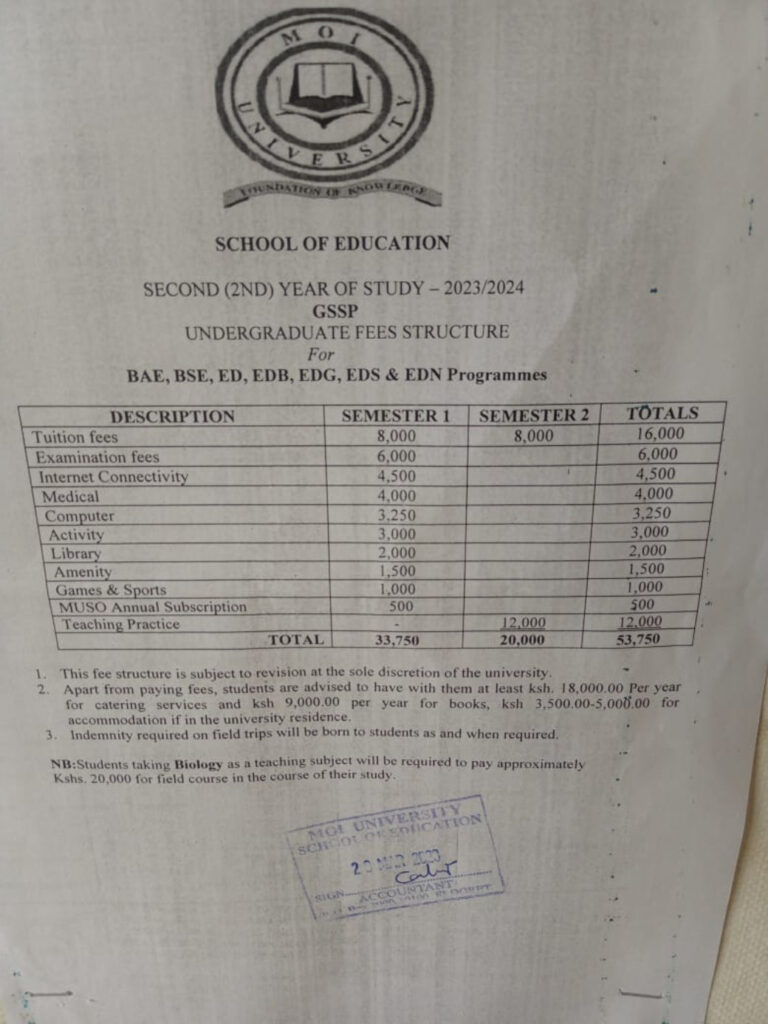 MOI UNIVERSITY
FOUNDATION OF KNOWLEDGE
SCHOOL OF EDUCATION
SECOND (2ND) YEAR OF STUDY – 2023/2024
GSSP
UNDERGRADUATE FEES STRUCTURE
For
BAE, BSE, ED, EDB, EDG, EDS & EDN Programmes
DESCRIPTION SEMESTER 1 SEMESTER 2 TOTALS
Tuition fees 8,000 8,000 16,000
Examination fees 6,000 6,000
Internet Connectivity 4,500 4,500
Medical 4,000 4,000
Computer 3,250 3,250
Activity 3,000 3,000
Library 2,000 2,000
Amenity 1,500 1,500
Games & Sports 1,000 1,000
MUSO Annual Subscription 500 500
Teaching Practice - 12,000 12,000
TOTAL 33,750 20,000 53,750
1. This fee structure is subject to revision at the sole discretion of the university.
2. Apart from paying fees, students are advised to have with them at least ksh. 18,000.00 Per year
for catering services and ksh 9,000.00 per year for books, ksh 3,500.00-5,000.00 for
accommodation if in the university residence.
3. Indemnity required on field trips will be born to students as and when required.
NB:Students taking Biology as a teaching subject will be required to pay approximately
Kshs. 20,000 for field course in the course of their study.
MOI UNIVERSITY
SCHOOL OF EDUCATION
SIGN
ACCOUNTANT